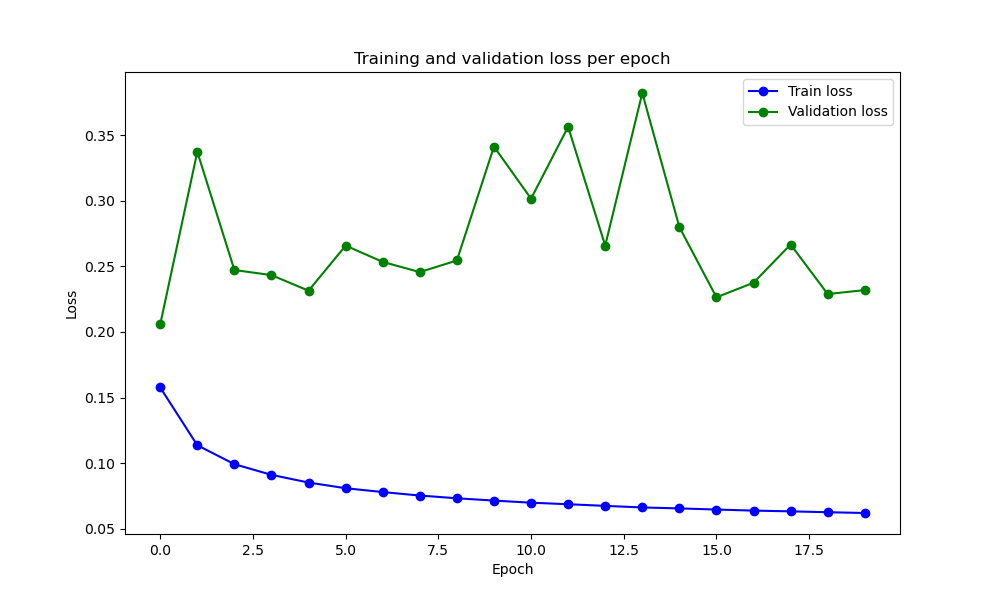 Training and validation loss per epoch
Train loss
Validation loss
0.35
0.30
0.25
0.20
0.15
0.10
0.05
Loss
0.0 2.5 5.0 7.5 10.0 12.5 15.0 17.5
Epoch